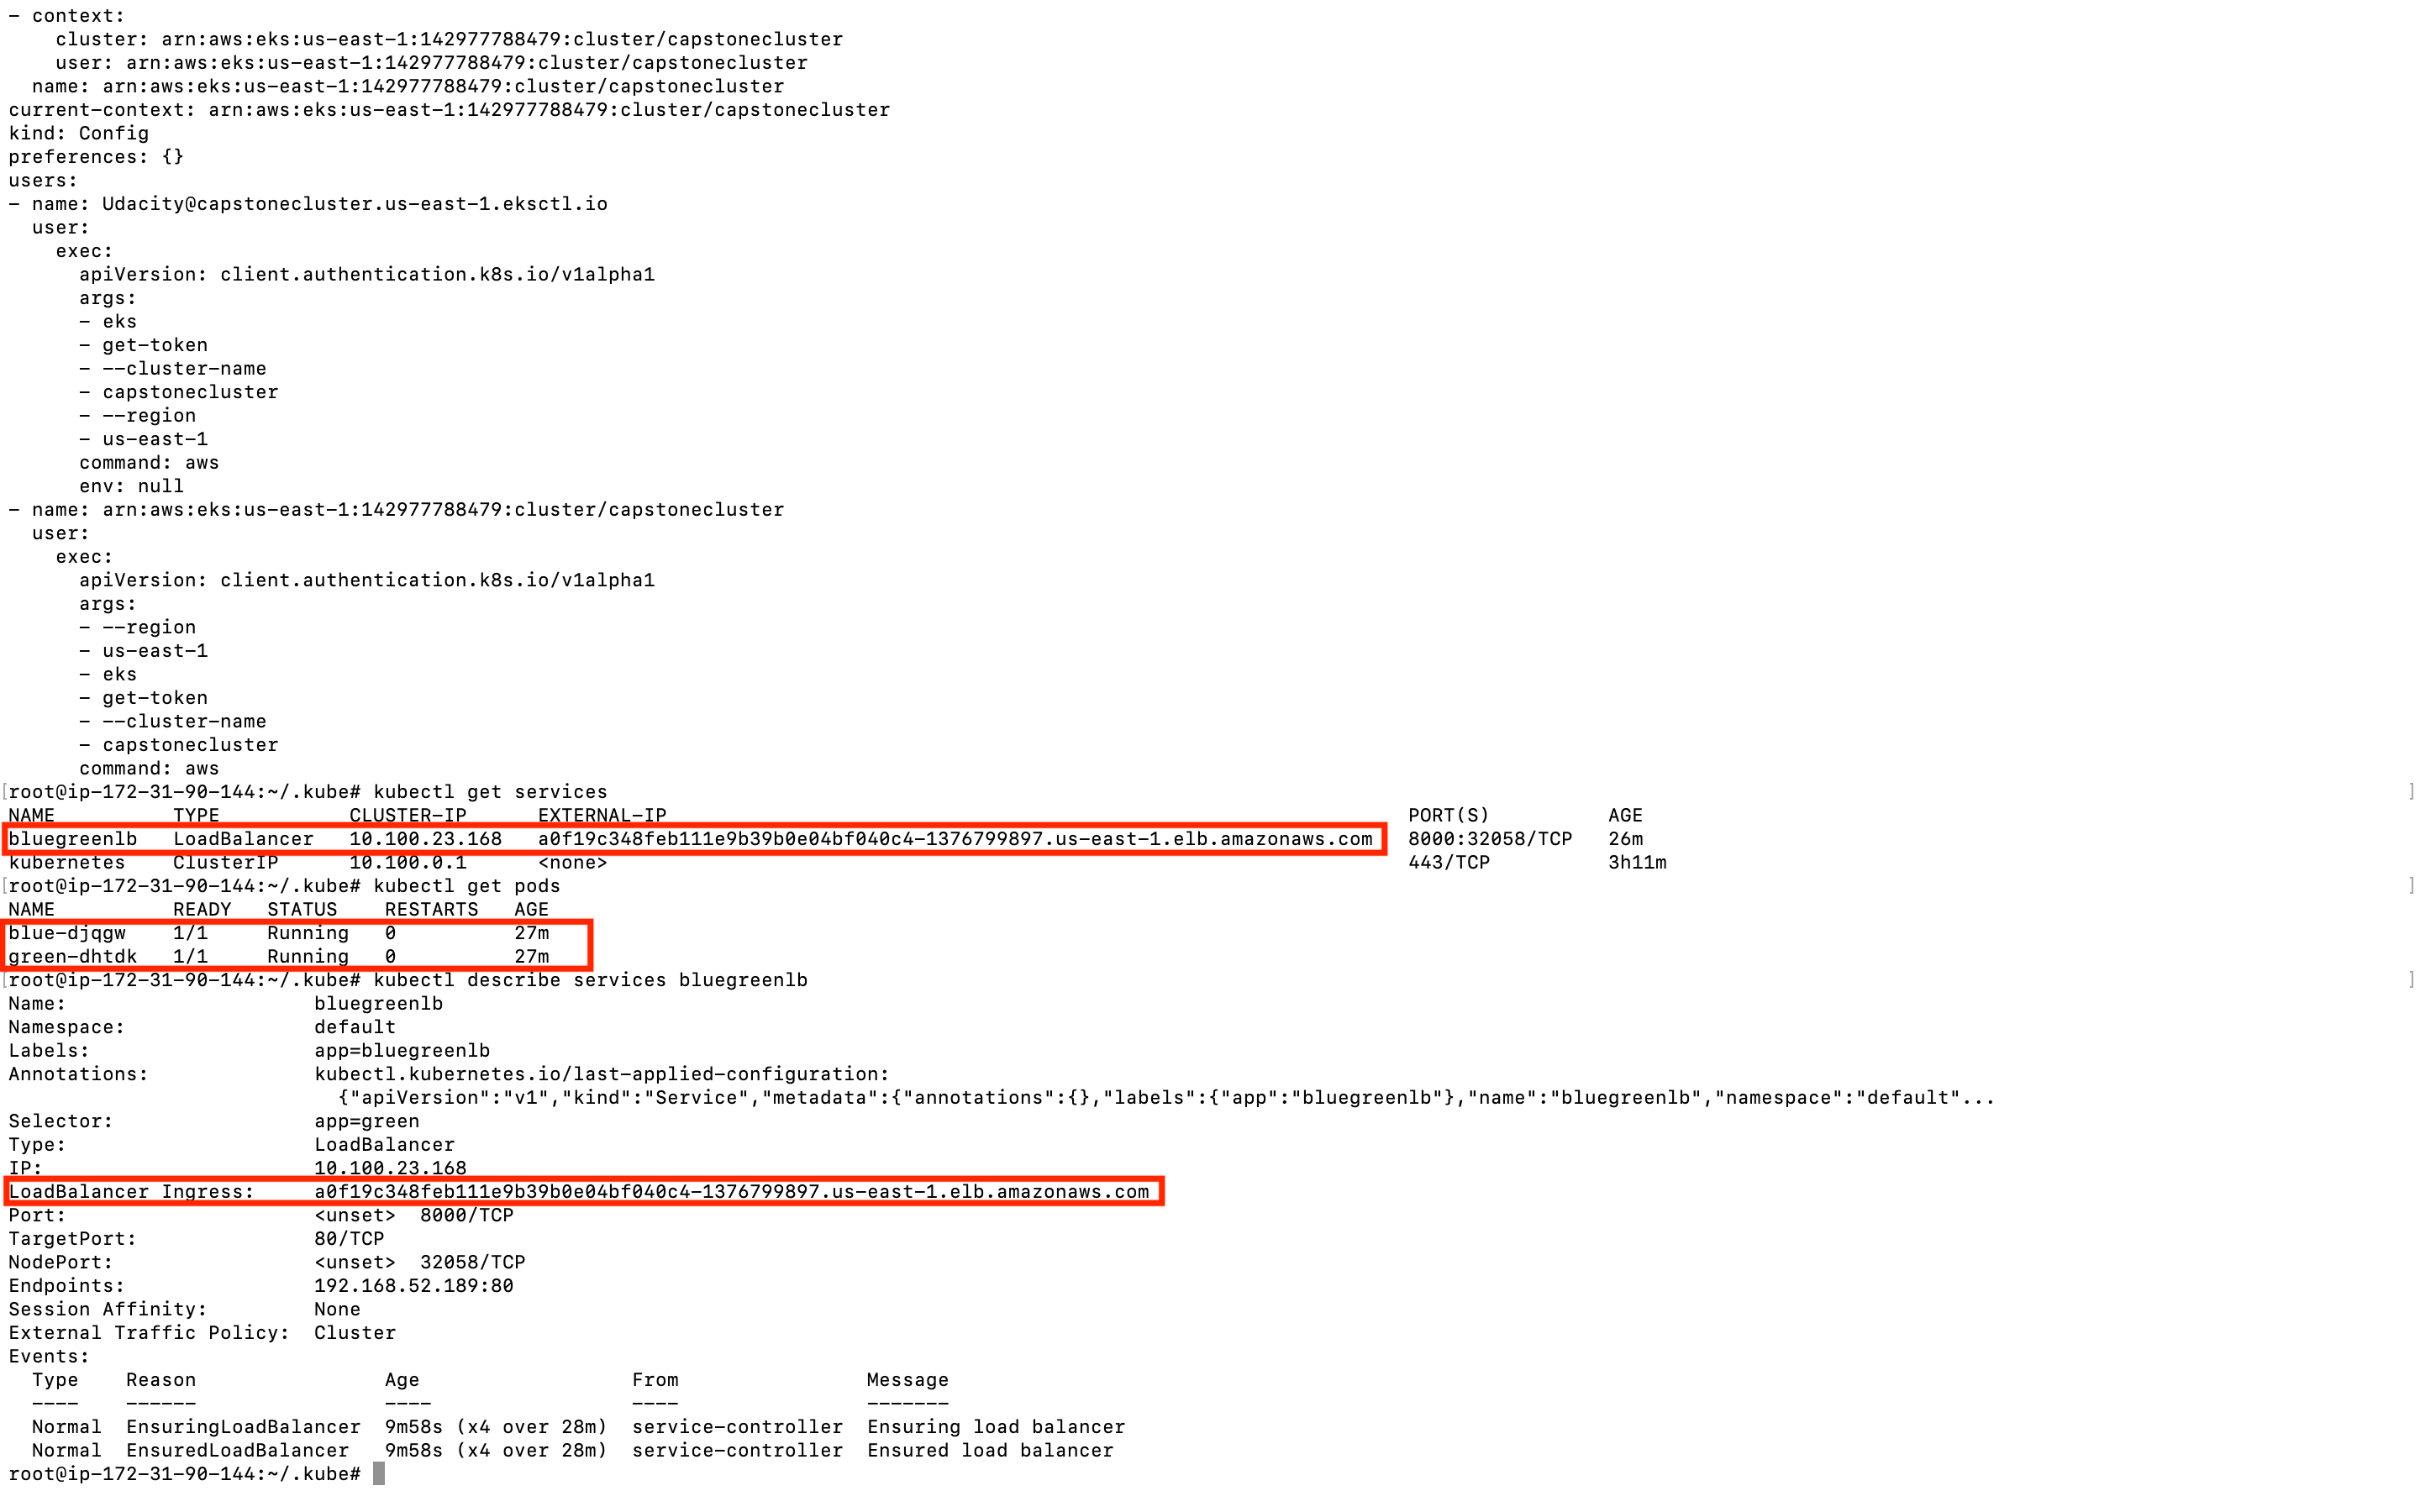 - context:
    cluster: arn:aws:eks:us-east-1:142977788479:cluster/capstonecluster
    user: arn:aws:eks:us-east-1:142977788479:cluster/capstonecluster
  name: arn:aws:eks:us-east-1:142977788479:cluster/capstonecluster
current-context: arn:aws:eks:us-east-1:142977788479:cluster/capstonecluster
kind: Config
preferences: {}
users:
- name: Udacity@capstonecluster.us-east-1.eksctl.io
  user:
    exec:
      apiVersion: client.authentication.k8s.io/v1alpha1
      args:
      - eks
      - get-token
      - --cluster-name
      - capstonecluster
      - --region
      - us-east-1
      command: aws
      env: null
- name: arn:aws:eks:us-east-1:142977788479:cluster/capstonecluster
  user:
    exec:
      apiVersion: client.authentication.k8s.io/v1alpha1
      args:
      - --region
      - us-east-1
      - eks
      - get-token
      - --cluster-name
      - capstonecluster
      command: aws
[root@ip-172-31-90-144:~/.kube# kubectl get services ]
NAME          TYPE           CLUSTER-IP      EXTERNAL-IP                                                               PORT(S)          AGE
bluegreenlb   LoadBalancer   10.100.23.168   a0f19c348feb111e9b39b0e04bf040c4-1376799897.us-east-1.elb.amazonaws.com   8000:32058/TCP   26m
kubernetes    ClusterIP      10.100.0.1      <none>                                                                    443/TCP          3h11m
[root@ip-172-31-90-144:~/.kube# kubectl get pods ]
NAME          READY   STATUS    RESTARTS   AGE
blue-djqgw    1/1     Running   0          27m
green-dhtdk   1/1     Running   0          27m
[root@ip-172-31-90-144:~/.kube# kubectl describe services bluegreenlb ]
Name:                     bluegreenlb
Namespace:                default
Labels:                   app=bluegreenlb
Annotations:              kubectl.kubernetes.io/last-applied-configuration:
                            {"apiVersion":"v1","kind":"Service","metadata":{"annotations":{},"labels":{"app":"bluegreenlb"},"name":"bluegreenlb","namespace":"default"...
Selector:                 app=green
Type:                     LoadBalancer
IP:                       10.100.23.168
LoadBalancer Ingress:     a0f19c348feb111e9b39b0e04bf040c4-1376799897.us-east-1.elb.amazonaws.com
Port:                     <unset>  8000/TCP
TargetPort:               80/TCP
NodePort:                 <unset>  32058/TCP
Endpoints:                192.168.52.189:80
Session Affinity:         None
External Traffic Policy:  Cluster
Events:
  Type    Reason                Age                 From                Message
  ----    ------                ----                ----                -------
  Normal  EnsuringLoadBalancer  9m58s (x4 over 28m)  service-controller  Ensuring load balancer
  Normal  EnsuredLoadBalancer   9m58s (x4 over 28m)  service-controller  Ensured load balancer
root@ip-172-31-90-144:~/.kube#